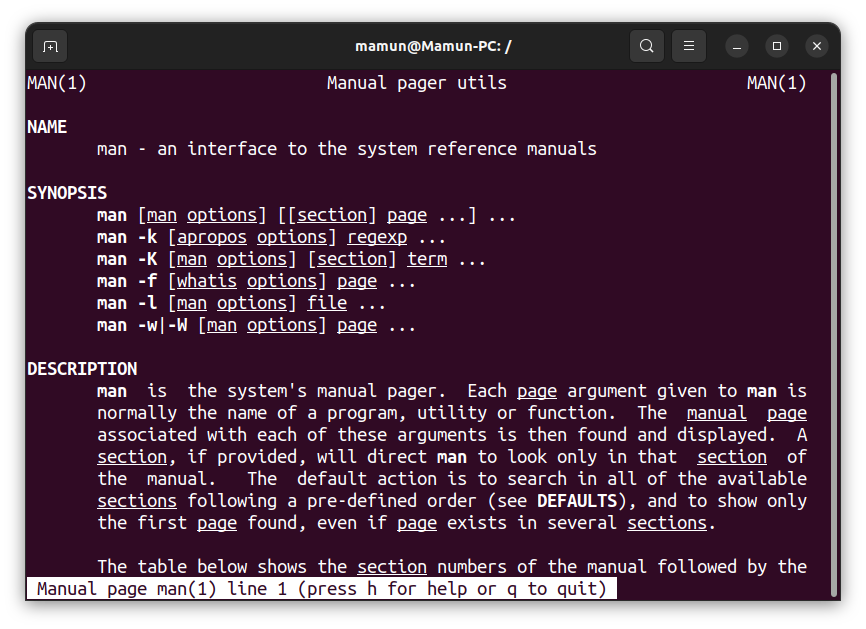 mamun@Mamun-PC: /
MAN(1) Manual pager utils MAN(1)
NAME
man - an interface to the system reference manuals
SYNOPSIS
man [man options] [[section] page ...] ...
man -k [apropos options] regexp ...
man -K [man options] [section] term ...
man -f [whatis options] page ...
man -l [man options] file ...
man -w|-W [man options] page ...
DESCRIPTION
man is the system's manual pager. Each page argument given to man is
normally the name of a program, utility or function. The manual page
associated with each of these arguments is then found and displayed. A
section, if provided, will direct man to look only in that section of
the manual. The default action is to search in all of the available
sections following a pre-defined order (see DEFAULTS), and to show only
the first page found, even if page exists in several sections.
The table below shows the section numbers of the manual followed by the
Manual page man(1) line 1 (press h for help or q to quit)